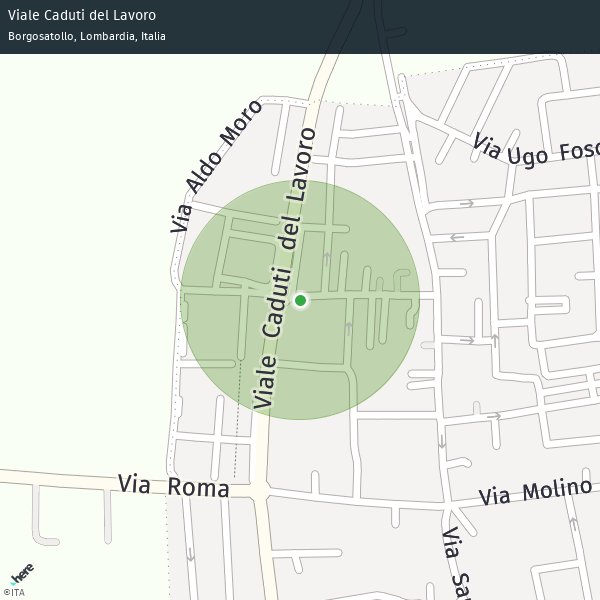 Viale Caduti del Lavoro
Borgosatollo, Lombardia, Italia
Via Aldo Moro
Viale Caduti del Lavoro
Via Ugo Fosc
Via Roma
Via Molino
Via Sav
here
©ITA